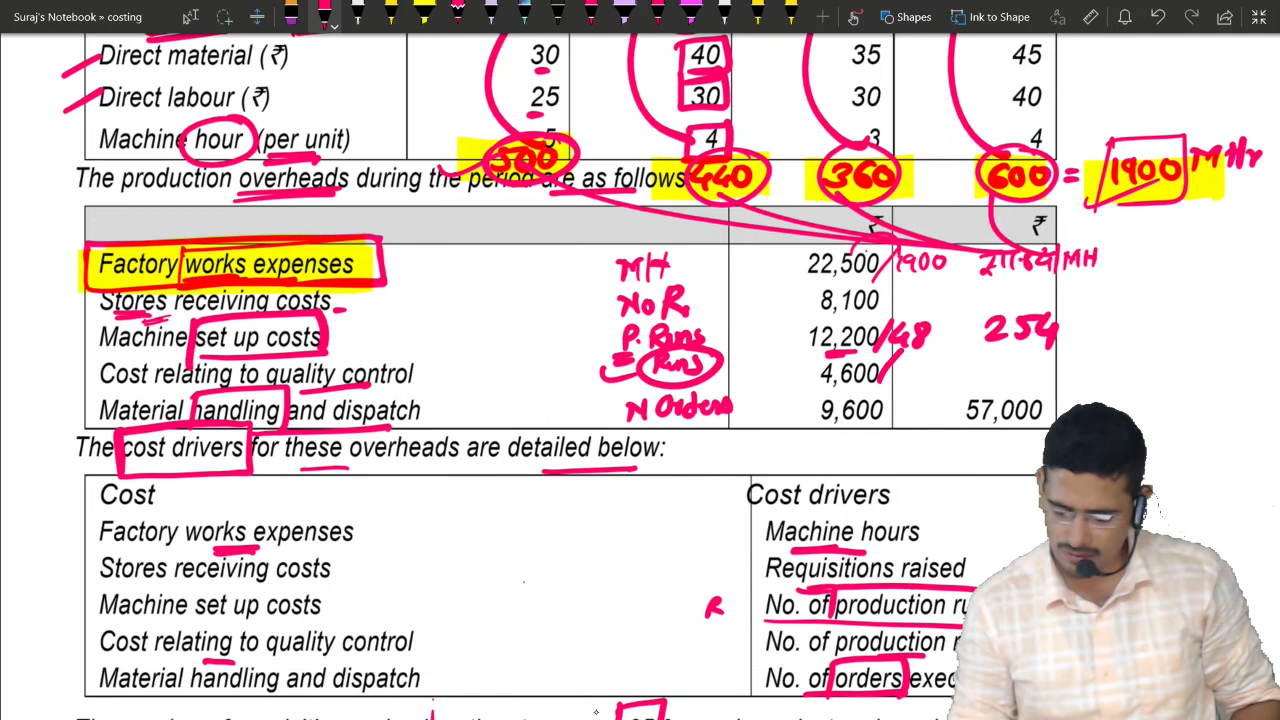 Suraj's Notebook » costing
Shapes
Ink to Shape
Direct material (₹) 30 40 35 45
Direct labour (₹) 25 30 30 40
Machine hour (per unit) 5 4 3 4
500 440 360 600 = 1900 M Hr
The production overheads during the period are as follows
₹ ₹
Factory works expenses MH 22,500 /1900 MH
Stores receiving costs No R 8,100
Machine set up costs P. Runs 12,200 /48 254
Cost relating to quality control = Runs 4,600
Material handling and dispatch N Orders 9,600 57,000
The cost drivers for these overheads are detailed below:
Cost Cost drivers
Factory works expenses Machine hours
Stores receiving costs Requisitions raised
Machine set up costs R No. of production ru
Cost relating to quality control No. of production
Material handling and dispatch No. of orders exec